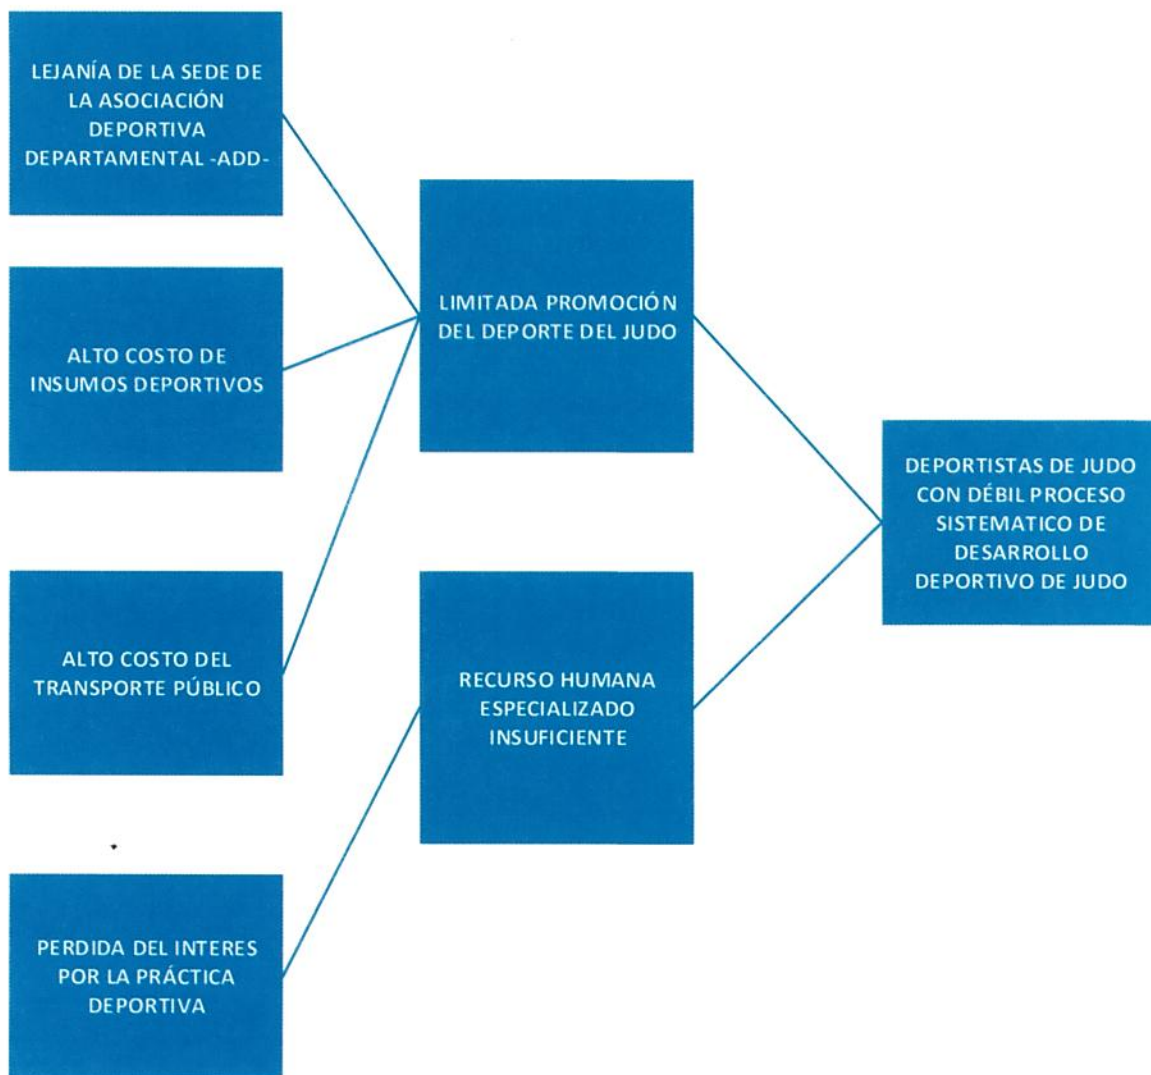 LEJANÍA DE LA SEDE DE
LA ASOCIACIÓN
DEPORTIVA
DEPARTAMENTAL -ADD-
ALTO COSTO DE
INSUMOS DEPORTIVOS
ALTO COSTO DEL
TRANSPORTE PÚBLICO
PERDIDA DEL INTERES
POR LA PRÁCTICA
DEPORTIVA
LIMITADA PROMOCIÓN
DEL DEPORTE DEL JUDO
RECURSO HUMANA
ESPECIALIZADO
INSUFICIENTE
DEPORTISTAS DE JUDO
CON DÉBIL PROCESO
SISTEMATICO DE
DESARROLLO
DEPORTIVO DE JUDO